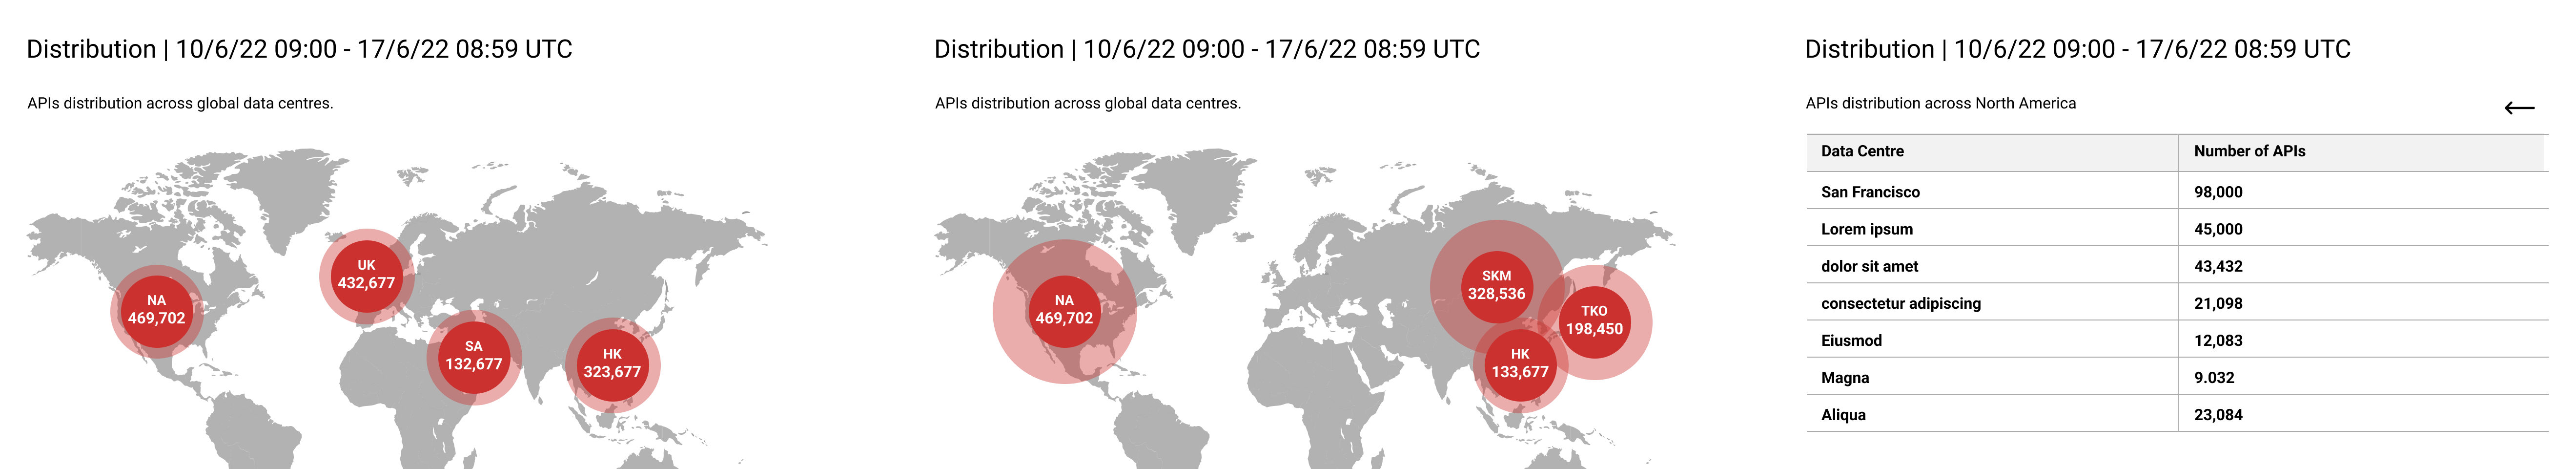 Distribution | 10/6/22 09:00 - 17/6/22 08:59 UTC
APIs distribution across global data centres.
UK
432,677
NA
469,702
SA
132,677
HK
323,677
Distribution | 10/6/22 09:00 - 17/6/22 08:59 UTC
APIs distribution across global data centres.
SKM
328,536
NA
469,702
TKO
198,450
HK
133,677
Distribution | 10/6/22 09:00 - 17/6/22 08:59 UTC
APIs distribution across North America
Data Centre Number of APIs
San Francisco 98,000
Lorem ipsum 45,000
dolor sit amet 43,432
consectetur adipiscing 21,098
Eiusmod 12,083
Magna 9.032
Aliqua 23,084